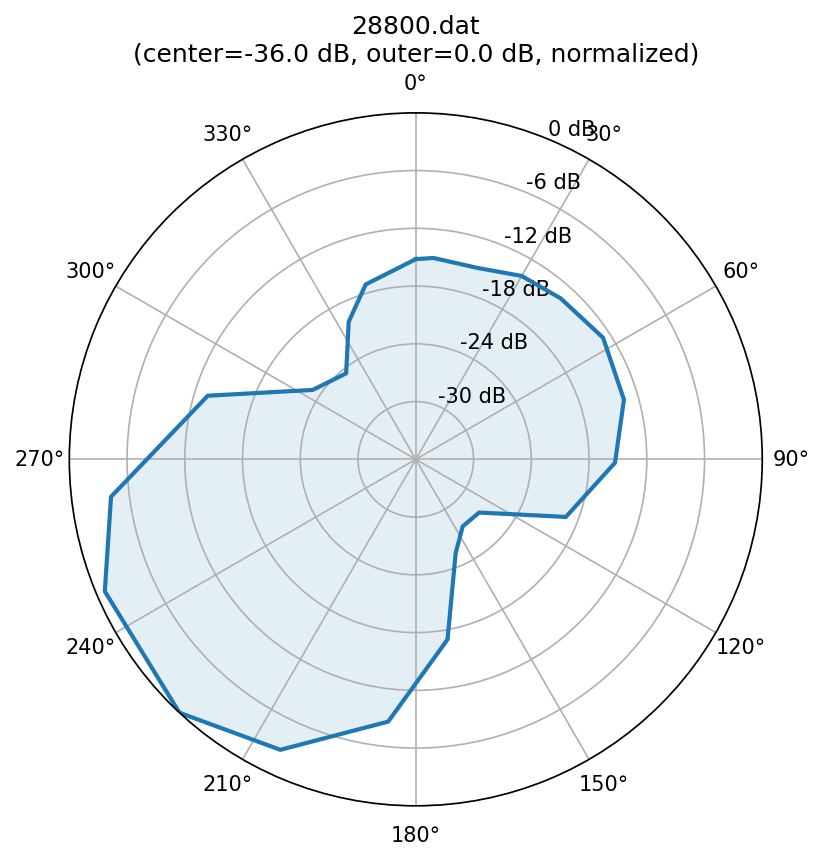 28800.dat
(center=-36.0 dB, outer=0.0 dB, normalized)
0°
330°
0 dB
30°
-6 dB
-12 dB
300°
60°
-18 dB
-24 dB
-30 dB
270°
90°
240°
120°
210°
150°
180°